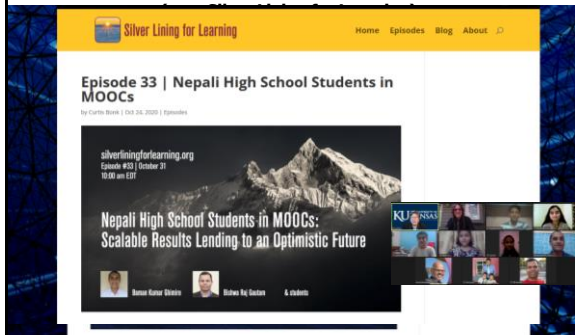 Silver Lining for Learning
Home Episodes Blog About
Episode 33 | Nepali High School Students in
MOOCs
by Curtis Bonk | Oct 24, 2020 | Episodes
silverliningforlearning.org
Episode #33 | October 31
10:00 am EDT
Nepali High School Students in MOOCs:
Scalable Results Lending to an Optimistic Future
Baman Kumar Ghimire
Bishwa Raj Gautam
& students
KU
KANSAS